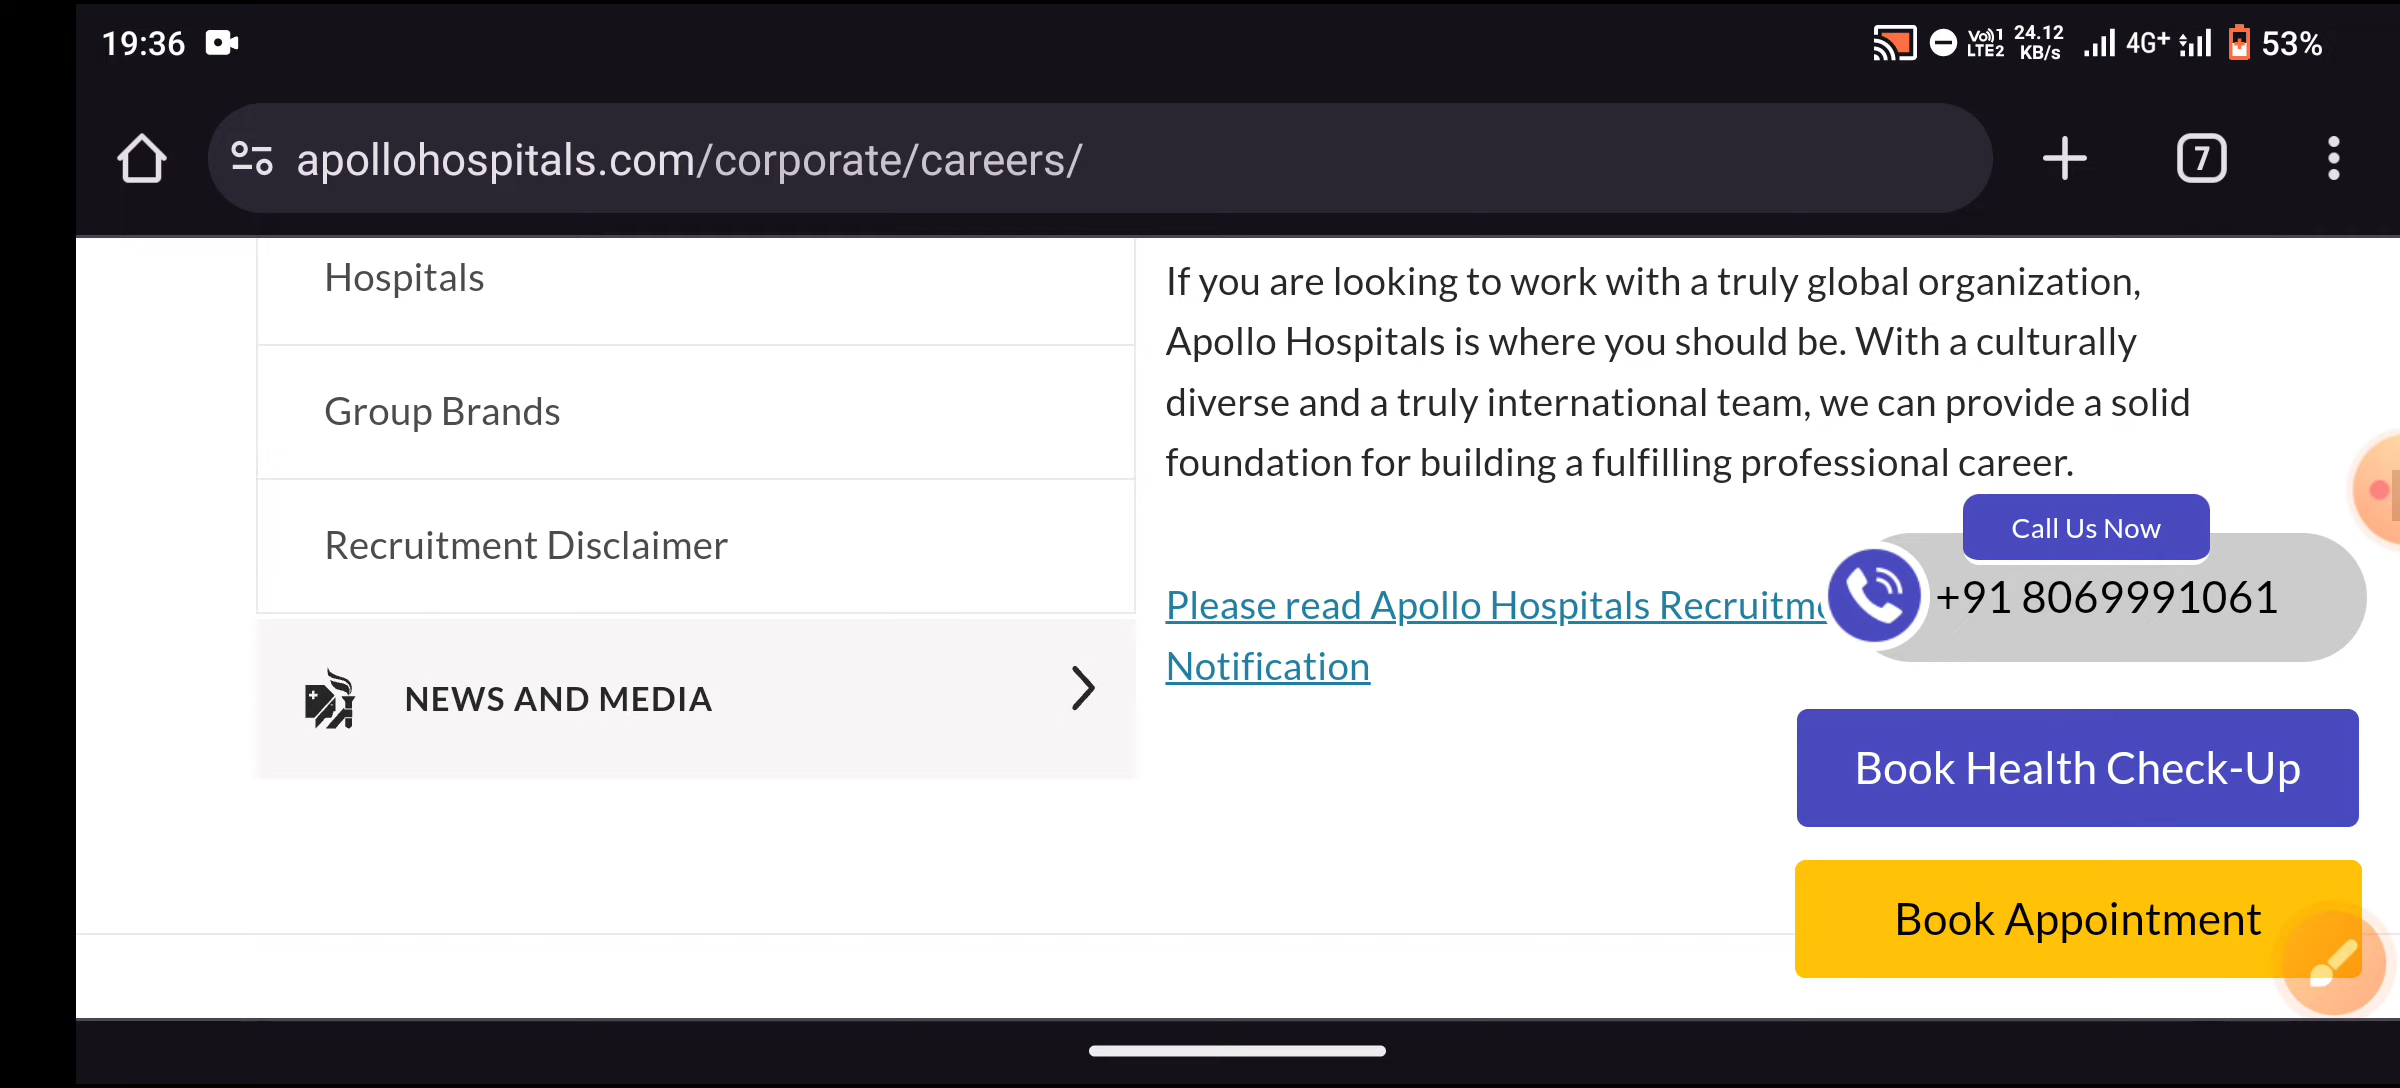 19:36
Vo))1 LTE2 24.12 KB/s 4G+ 53%
apollohospitals.com/corporate/careers/
7
Hospitals
Group Brands
Recruitment Disclaimer
NEWS AND MEDIA
If you are looking to work with a truly global organization,
Apollo Hospitals is where you should be. With a culturally
diverse and a truly international team, we can provide a solid
foundation for building a fulfilling professional career.
Please read Apollo Hospitals
Notification
Call Us Now
+91 8069991061
Book Health Check-Up
Book Appointment